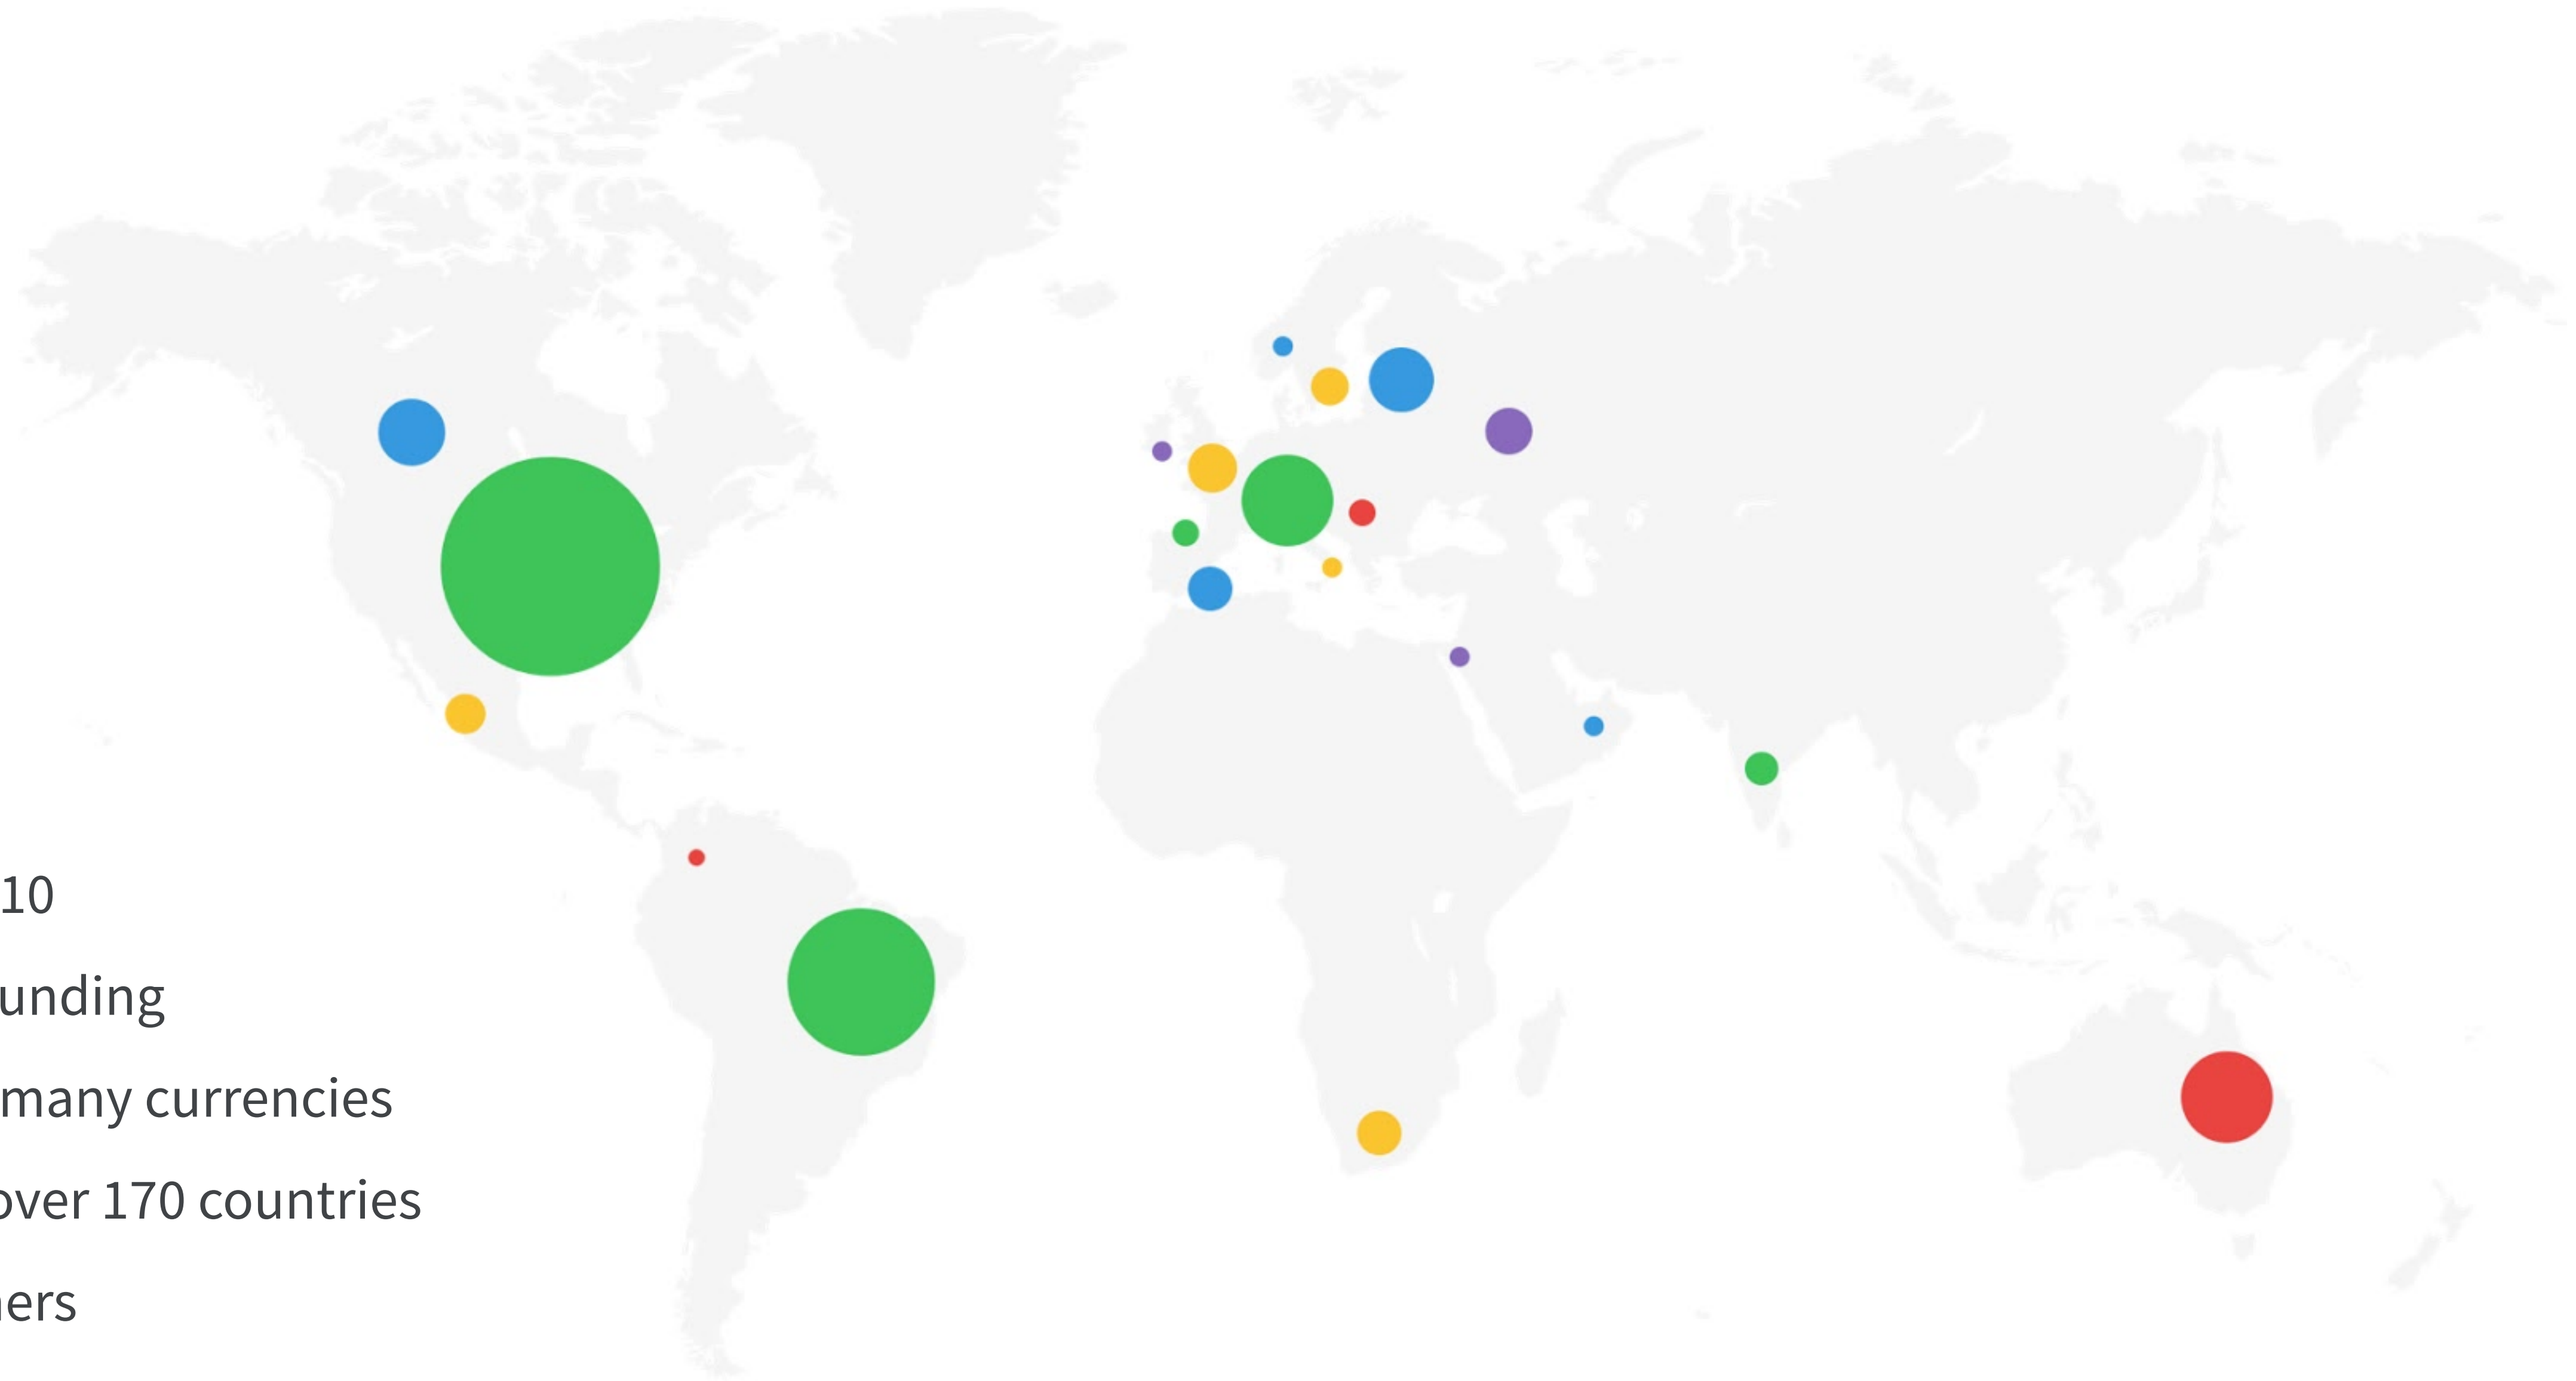 10
unding
many currencies
over 170 countries
ers